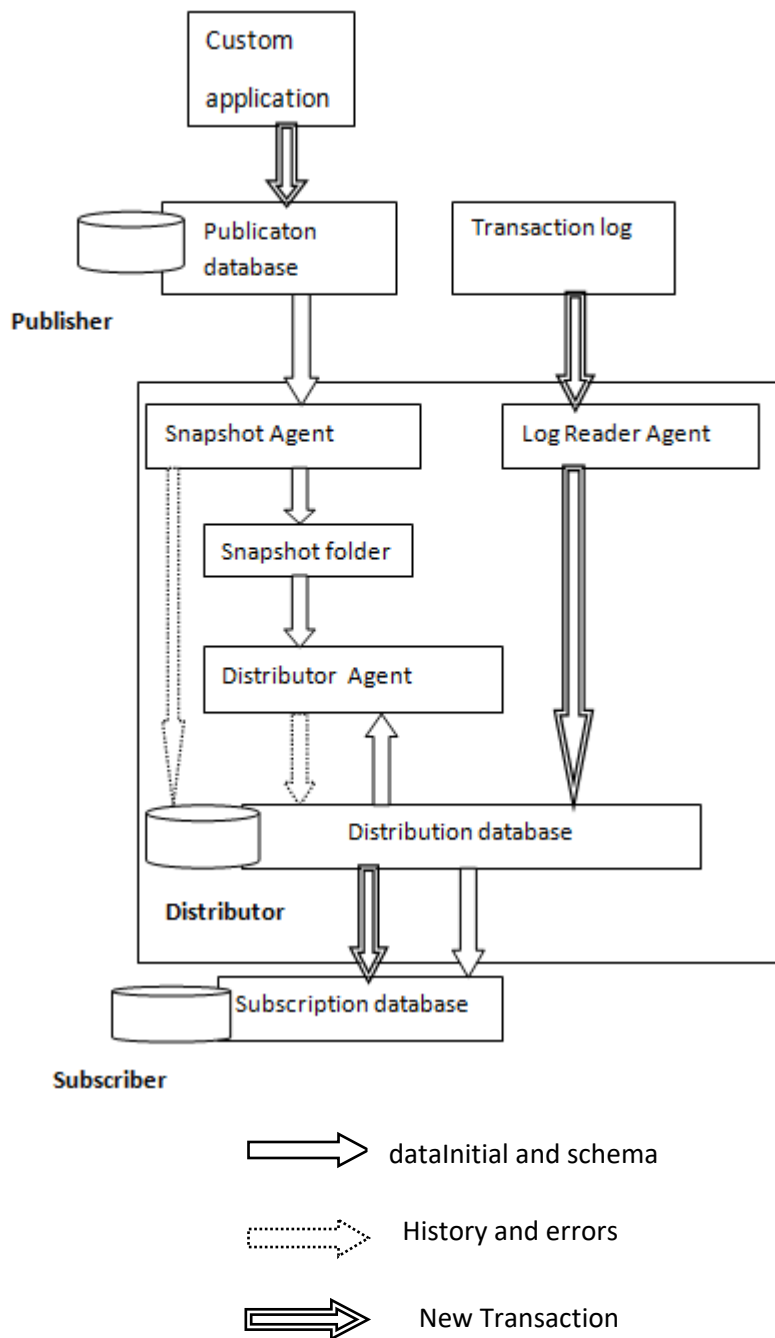 Custom
application
Publicaton
database
Transaction log
Publisher
Snapshot Agent
Log Reader Agent
Snapshot folder
Distributor Agent
Distribution database
Distributor
Subscription database
Subscriber
dataInitial and schema
History and errors
New Transaction